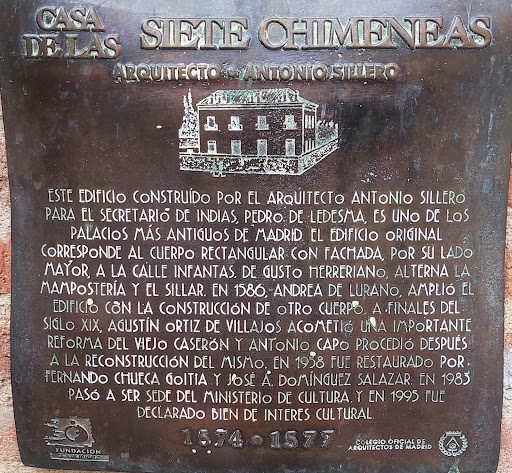 CASA
DE LAS
SIETE CHIMENEAS
ARQUITECTO ANTONIO SILLERO
ESTE EDIFICIO CONSTRUÍDO POR EL ARQUITECTO ANTONIO SILLERO
PARA EL SECRETARIO DE INDIAS, PEDRO DE LEDESMA, ES UNO DE LOS
PALACIOS MÁS ANTIGUOS DE MADRID. EL EDIFICIO ORIGINAL
CORRESPONDE AL CUERPO RECTANGULAR CON FACHADA, POR SU LADO
MAYOR, A LA CALLE INFANTAS. DE GUSTO HERRERIANO, ALTERNA LA
MAMPOSTERÍA Y EL SILLAR. EN 1586, ANDREA DE LURANO, AMPLIÓ EL
EDIFICIO CON LA CONSTRUCCIÓN DE OTRO CUERPO. A FINALES DEL
SIGLO XIX, AGUSTÍN ORTIZ DE VILLAJOS ACOMETIÓ UNA IMPORTANTE
REFORMA DEL VIEJO CASERÓN Y ANTONIO CAPO PROCEDIÓ DESPUÉS
A LA RECONSTRUCCIÓN DEL MISMO. EN 1958 FUE RESTAURADO POR
FERNANDO CHUECA GOITIA Y JOSÉ A. DOMÍNGUEZ SALAZAR. EN 1983
PASÓ A SER SEDE DEL MINISTERIO DE CULTURA. Y EN 1995 FUE
DECLARADO BIEN DE INTERES CULTURAL
1574 - 1577
FUNDACIÓN
COLEGIO OFICIAL DE
ARQUITECTOS DE MADRID